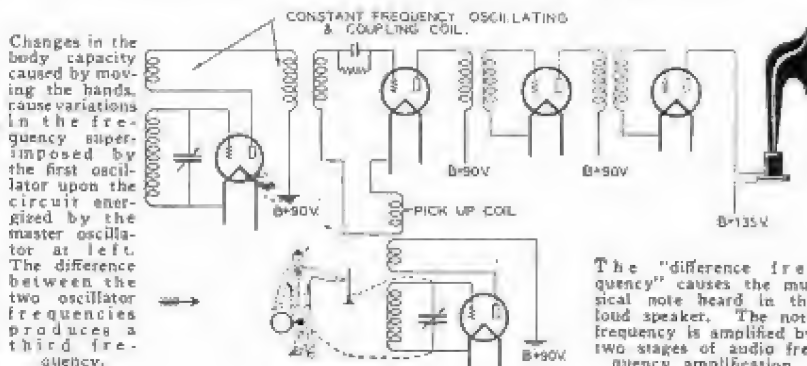 CONSTANT FREQUENCY OSCILLATING
& COUPLING COIL.
Changes in the
body capacity
caused by mov-
ing the hands,
cause variations
in the fre-
quency super-
imposed by
the first oscil-
lator upon the
circuit ener-
gized by the
master oscilla-
tor at left.
The difference
between the
two oscillator
frequencies
produces a
third fre-
quency.
B+90V.
B+90V.
B+90V.
B+135V.
PICK UP COIL
B+90V.
The "difference fre
quency" causes the mu
sical note heard in th
loud speaker. The not
frequency is amplified by
two stages of audio fre
quency amplification